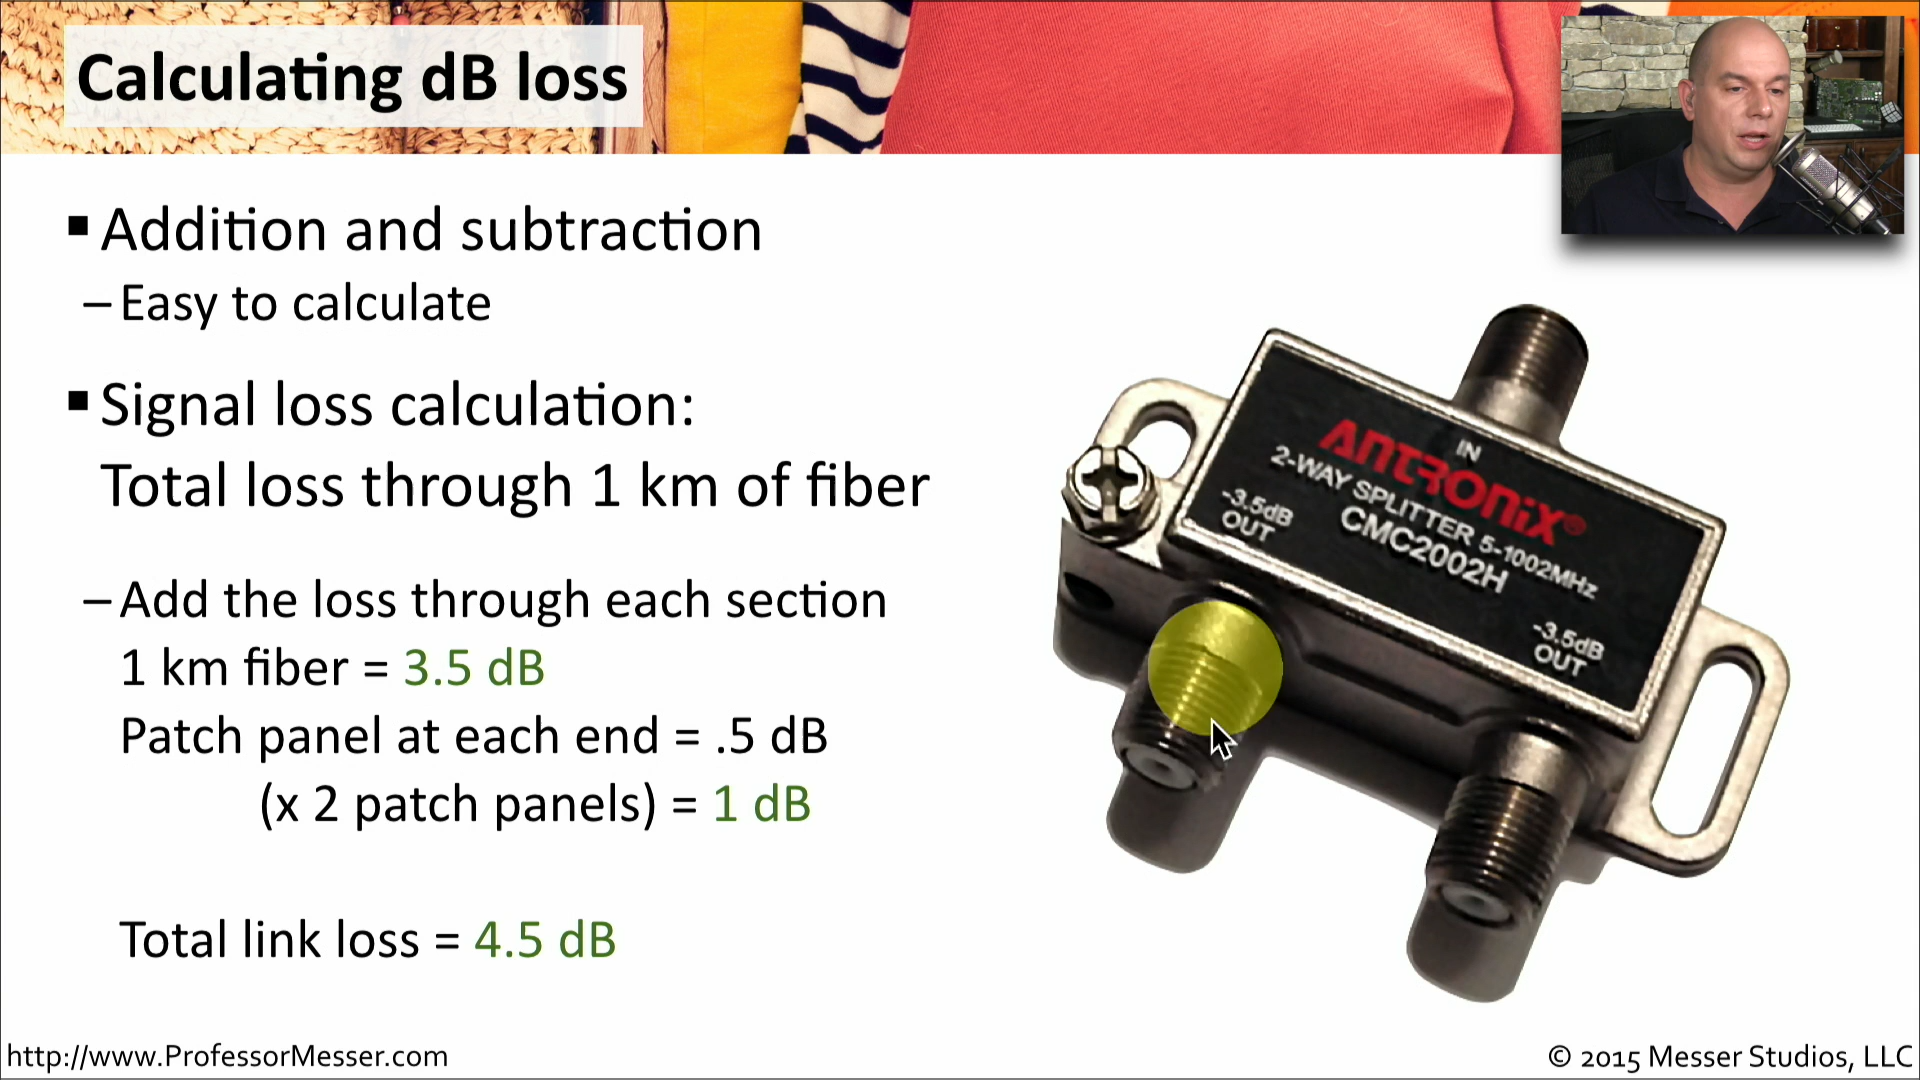 Calculating dB loss
▪ Addition and subtraction
– Easy to calculate
▪ Signal loss calculation:
Total loss through 1 km of fiber
– Add the loss through each section
1 km fiber = 3.5 dB
Patch panel at each end = .5 dB
(x 2 patch panels) = 1 dB
Total link loss = 4.5 dB
IN
ANTRONIX®
2-WAY SPLITTER 5-1002MHz
CMC2002H
-3.5dB
OUT
-3.5dB
OUT
http://www.ProfessorMesser.com
© 2015 Messer Studios, LLC